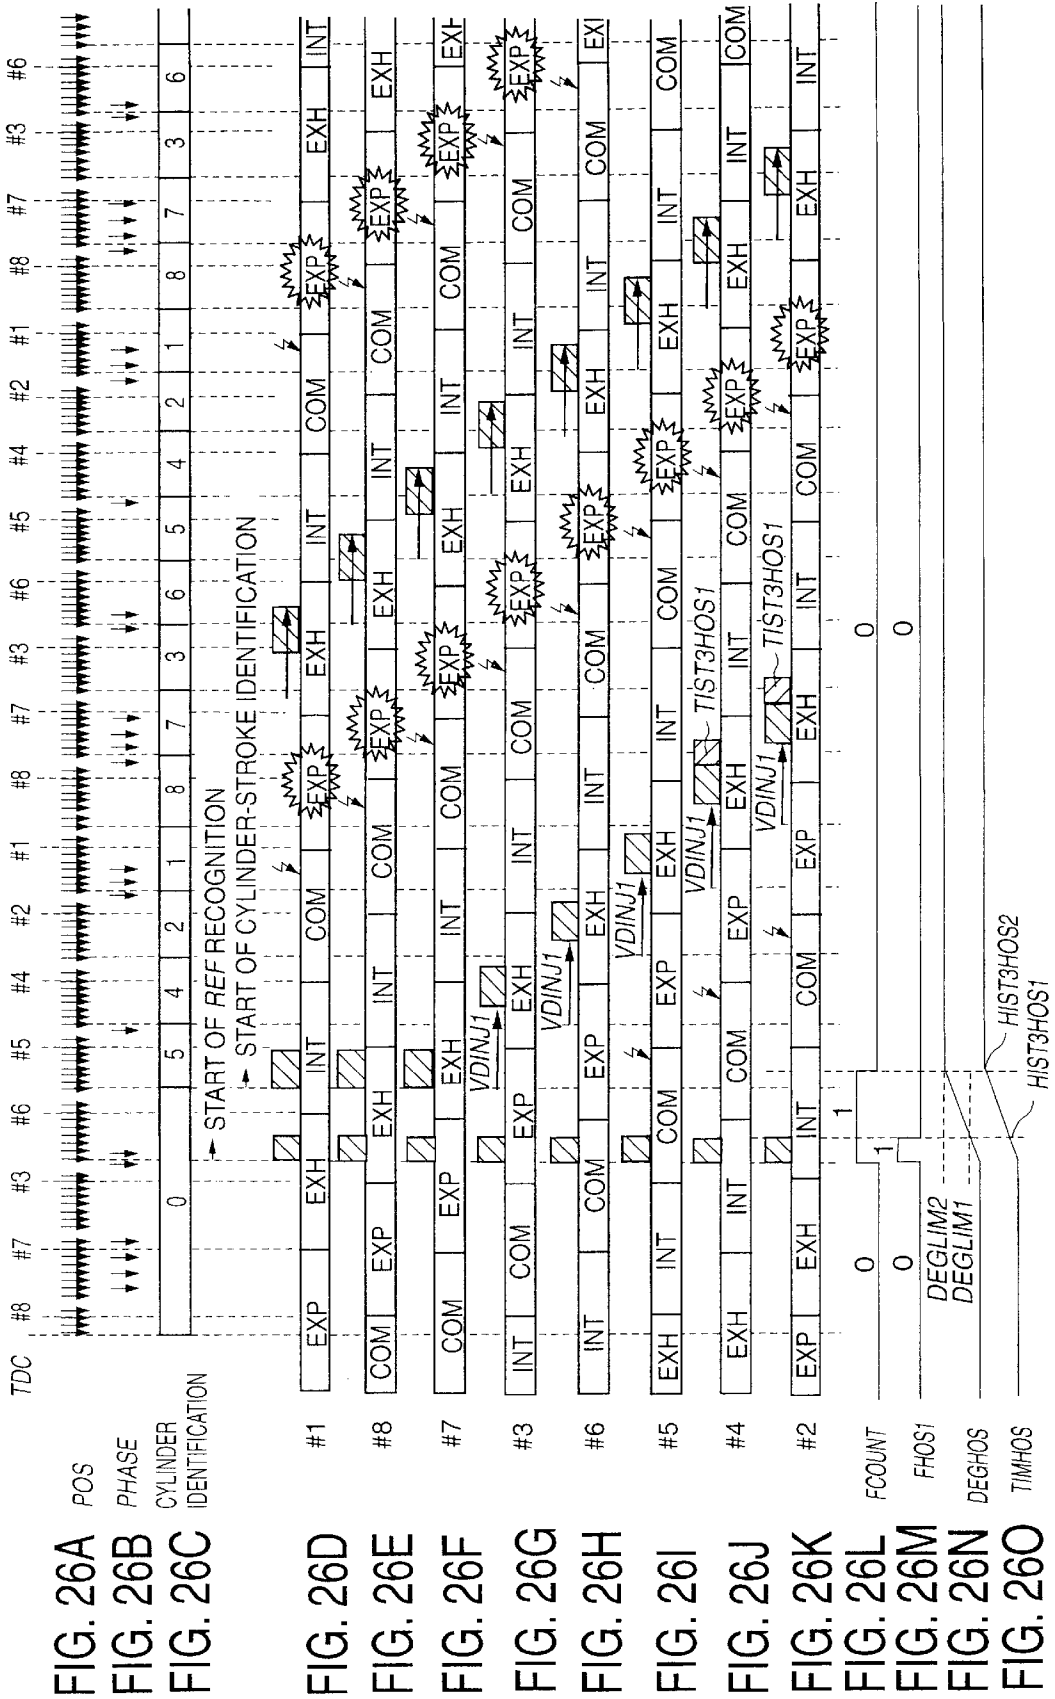 TDC #8 #7 #3 #6 #5 #4 #2 #1 #8 #7 #3 #6 #5 #4 #2 #1 #8 #7 #3 #6
FIG. 26A POS
FIG. 26B PHASE
FIG. 26C CYLINDER IDENTIFICATION 0 5 4 2 1 8 7 3 6 5 4 2 1 8 7 3 6
START OF REF RECOGNITION
START OF CYLINDER-STROKE IDENTIFICATION
FIG. 26D #1 EXP EXH INT COM EXP EXH INT COM EXP EXH INT
FIG. 26E #8 COM EXP EXH INT COM EXP EXH INT COM EXP EXH
FIG. 26F #7 COM EXP EXH INT COM EXP EXH INT COM EXP EXH
VDINJ1
FIG. 26G #3 INT COM EXP EXH INT COM EXP EXH INT COM EXP
VDINJ1
FIG. 26H #6 INT COM EXP EXH INT COM EXP EXH INT COM EXI
VDINJ1
FIG. 26I #5 EXH INT COM EXP EXH INT COM EXP EXH INT COM
VDINJ1 TIST3HOS1
FIG. 26J #4 EXH INT COM EXP EXH INT COM EXP EXH INT COM
VDINJ1 TIST3HOS1
FIG. 26K #2 EXP EXH INT COM EXP EXH INT COM EXP EXH INT
FIG. 26L FCOUNT 0 1 0
FIG. 26M FHOS1 0 1 0
DEGLIM2
DEGLIM1
FIG. 26N DEGHOS
HIST3HOS2
FIG. 26O TIMHOS
HIST3HOS1